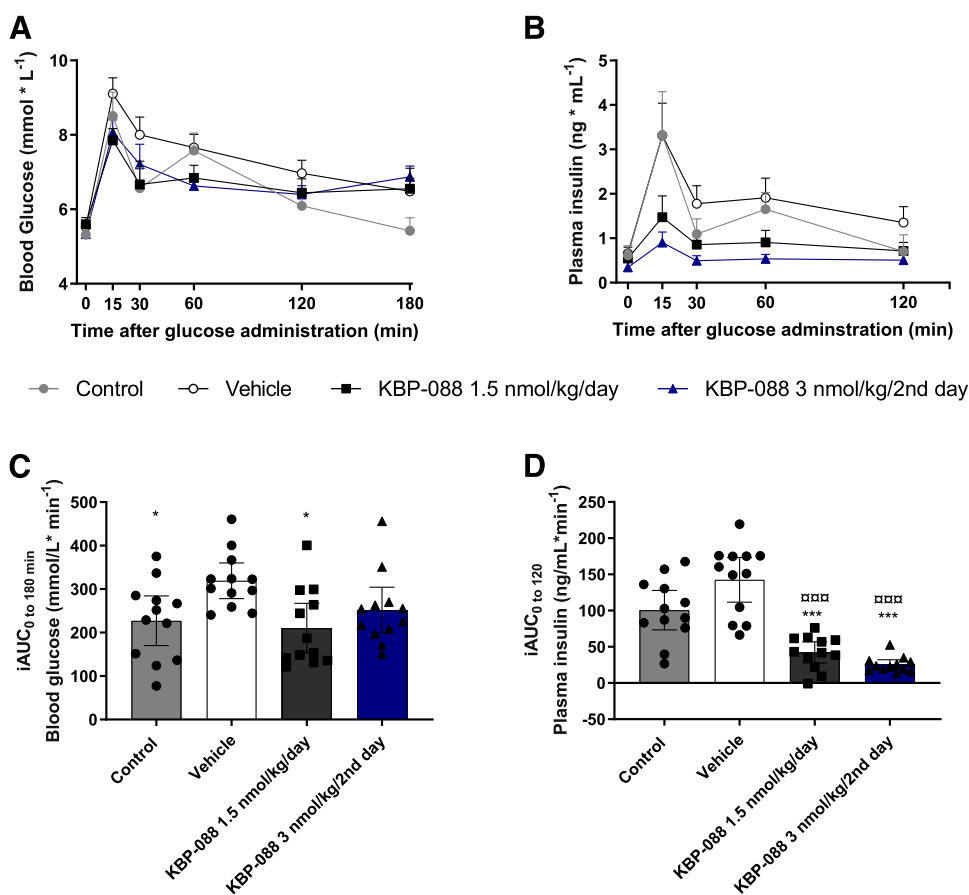 A
Blood Glucose (mmol * L-1)
10
8
6
4
0 15 30 60 120 180
Time after glucose administration (min)
B
Plasma insulin (ng * mL-1)
5
4
3
2
1
0
0 15 30 60 120
Time after glucose adminstration (min)
Control Vehicle KBP-088 1.5 nmol/kg/day KBP-088 3 nmol/kg/2nd day
C
iAUC0 to 180 min
Blood glucose (mmol/L* min-1)
500
400
300
200
100
0
* *
Control
Vehicle
KBP-088 1.5 nmol/kg/day
KBP-088 3 nmol/kg/2nd day
D
iAUC0 to 120
Plasma insulin (ng/mL*min-1)
250
200
150
100
50
0
-50
¤¤¤ ¤¤¤
*** ***
Control
Vehicle
KBP-088 1.5 nmol/kg/day
KBP-088 3 nmol/kg/2nd day